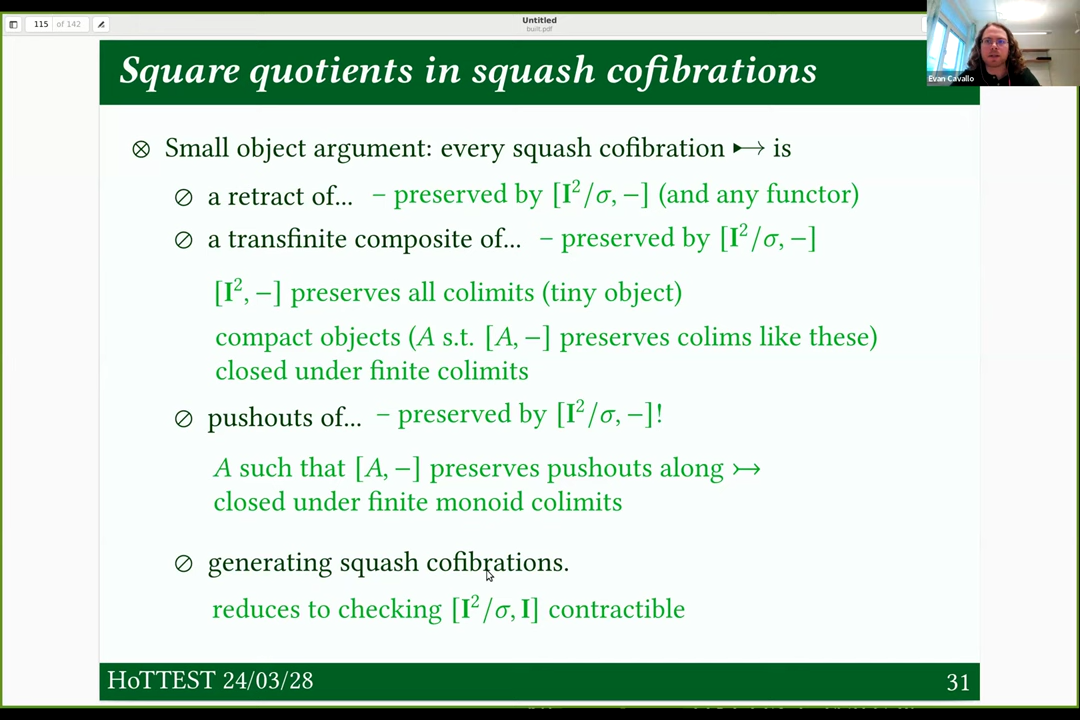 115 of 142
Untitled
built.pdf
Evan Cavallo
Square quotients in squash cofibrations
⊗ Small object argument: every squash cofibration ▸→ is
⊘ a retract of... – preserved by [I²/σ, −] (and any functor)
⊘ a transfinite composite of... – preserved by [I²/σ, −]
[I², −] preserves all colimits (tiny object)
compact objects (A s.t. [A, −] preserves colims like these)
closed under finite colimits
⊘ pushouts of... – preserved by [I²/σ, −]!
A such that [A, −] preserves pushouts along ↣
closed under finite monoid colimits
⊘ generating squash cofibrations.
reduces to checking [I²/σ, I] contractible
HoTTEST 24/03/28
31